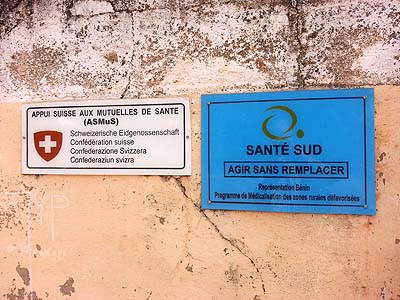 APPUI SUISSE AUX MUTUELLES DE SANTE
(ASMuS)
Schweizerische Eidgenossenschaft
Confédération suisse
Confederazione Svizzera
Confederaziun svizra
SANTÉ SUD
AGIR SANS REMPLACER
Représentation Bénin
Programme de Médicalisation des zones rurales défavorisées